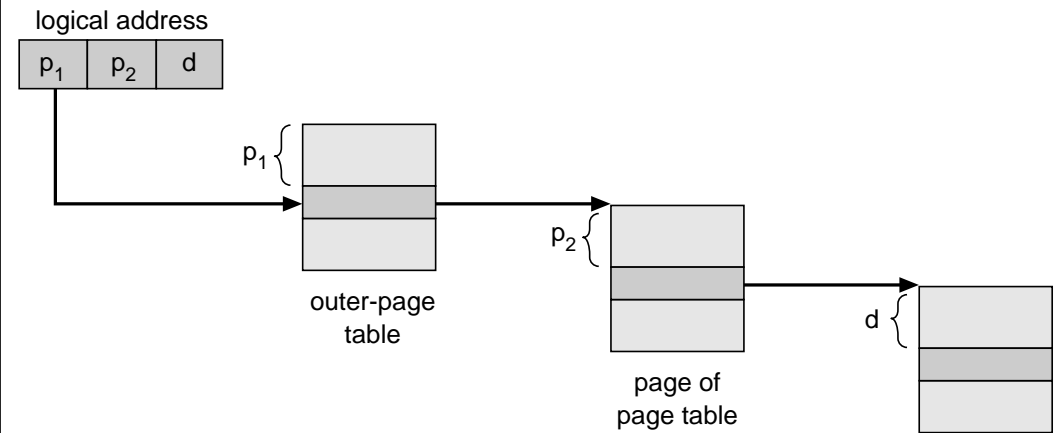 logical address
p₁ p₂ d
p₁
outer-page
table
p₂
page of
page table
d